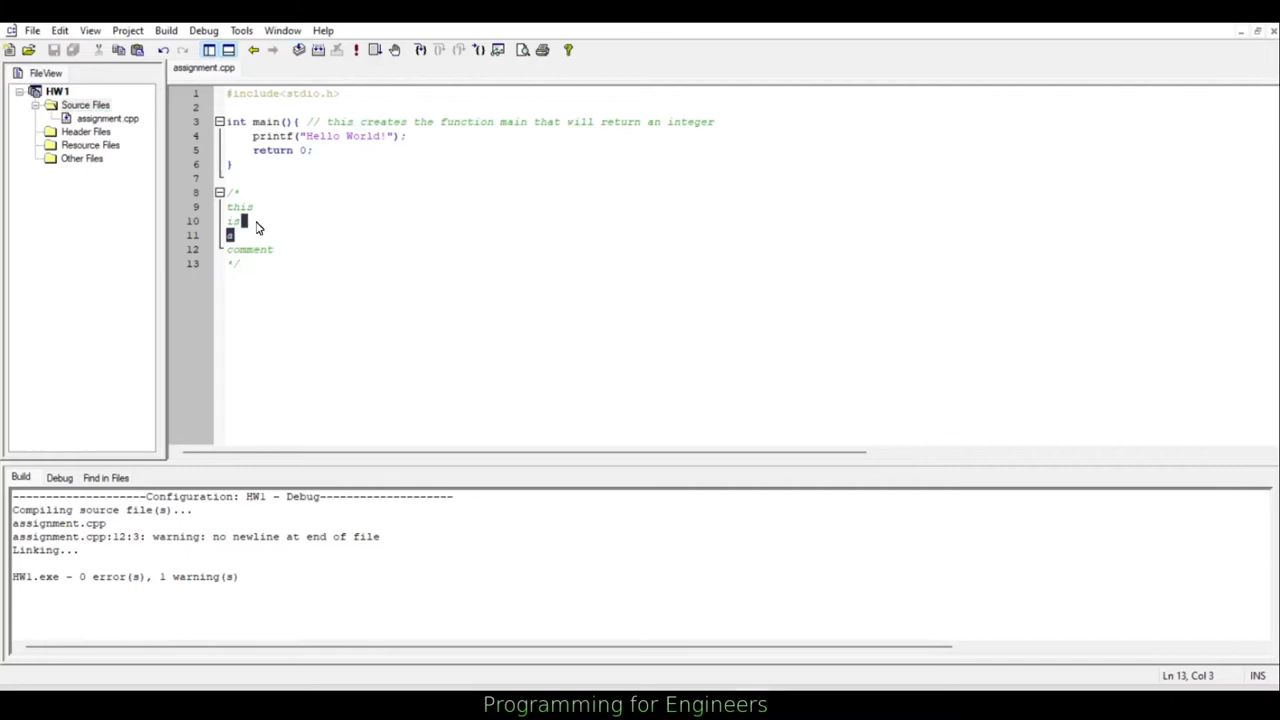 File Edit View Project Build Debug Tools Window Help
FileView
assignment.cpp
HW1
Source Files
assignment.cpp
Header Files
Resource Files
Other Files
1 #include<stdio.h>
2
3 int main(){ // this creates the function main that will return an integer
4 printf("Hello World!");
5 return 0;
6 }
7
8 /*
9 this
10 is
11 a
12 comment
13 */
Build Debug Find in Files
--------------------Configuration: HW1 - Debug--------------------
Compiling source file(s)...
assignment.cpp
assignment.cpp:12:3: warning: no newline at end of file
Linking...
HW1.exe - 0 error(s), 1 warning(s)
Ln 13, Col 3 INS
Programming for Engineers